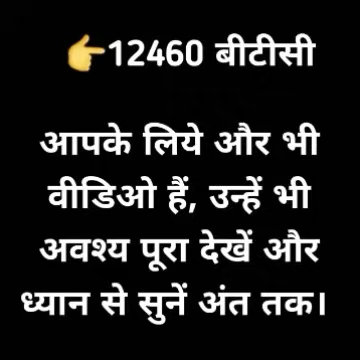 👉12460 बीटीसी
आपके लिये और भी
वीडिओ हैं, उन्हें भी
अवश्य पूरा देखें और
ध्यान से सुनें अंत तक।